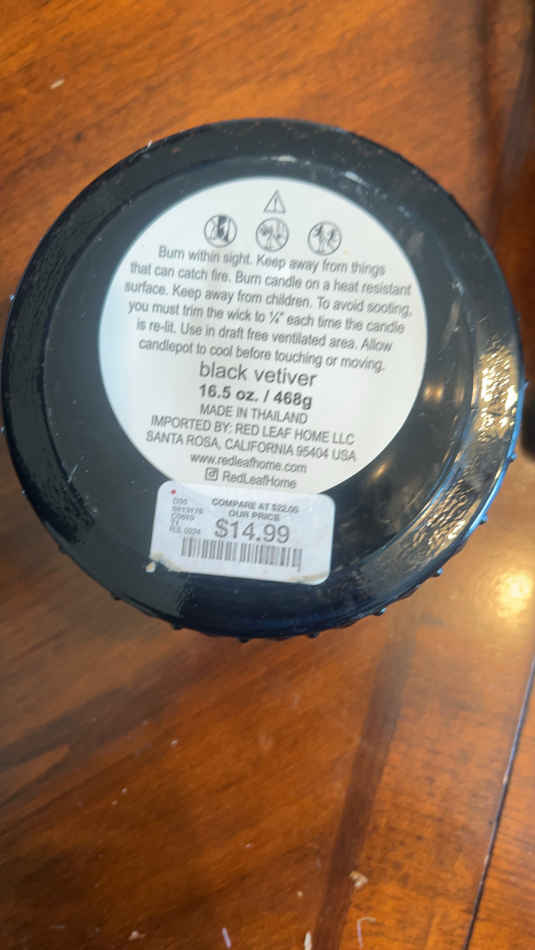 Burn within sight. Keep away from things
that can catch fire. Burn candle on a heat resistant
surface. Keep away from children. To avoid sooting,
you must trim the wick to ¼" each time the candle
is re-lit. Use in draft free ventilated area. Allow
candlepot to cool before touching or moving.
black vetiver
16.5 oz. / 468g
MADE IN THAILAND
IMPORTED BY: RED LEAF HOME LLC
SANTA ROSA, CALIFORNIA 95404 USA
www.redleafhome.com
RedLeafHome
COMPARE AT $22.00
OUR PRICE
$14.99